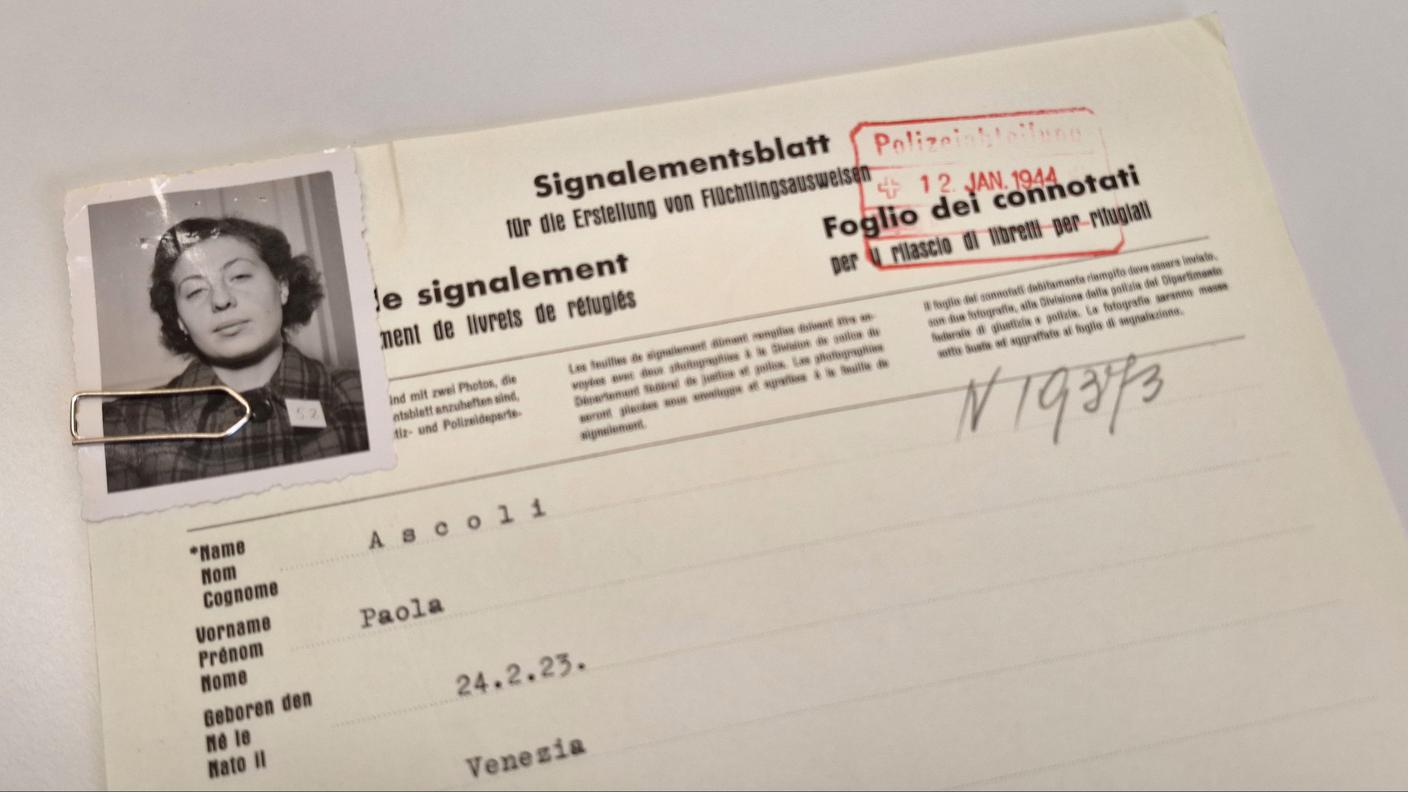 Signalementsblatt
für die Erstellung von Flüchtlingsausweisen
Polizeiabteilung
12. JAN. 1944
Foglio dei connotati
per il rilascio di libretti per rifugiati
e signalement
ment de livrets de réfugiés
ind mit zwei Photos, die
ntsblatt anzuheften sind,
tiz- und Polizeideparte-
Les feuilles de signalement dûment remplies doivent être en-
voyées avec deux photographies à la Division de police du
Département fédéral de justice et police. Les photographies
seront placées sous enveloppe et agrafées à la feuille de
signalement.
Il foglio dei connotati debitamente riempito deve essere inviato,
con due fotografie, alla Divisione della polizia del Dipartimento
federale di giustizia e polizia. Le fotografie saranno messe
sotto busta ed aggraffate al foglio di segnalazione.
N 19373
52
*Name
Nom
Cognome
Ascoli
Vorname
Prénom
Nome
Paola
Geboren den
Né le
Nato il
24.2.23.
Venezia